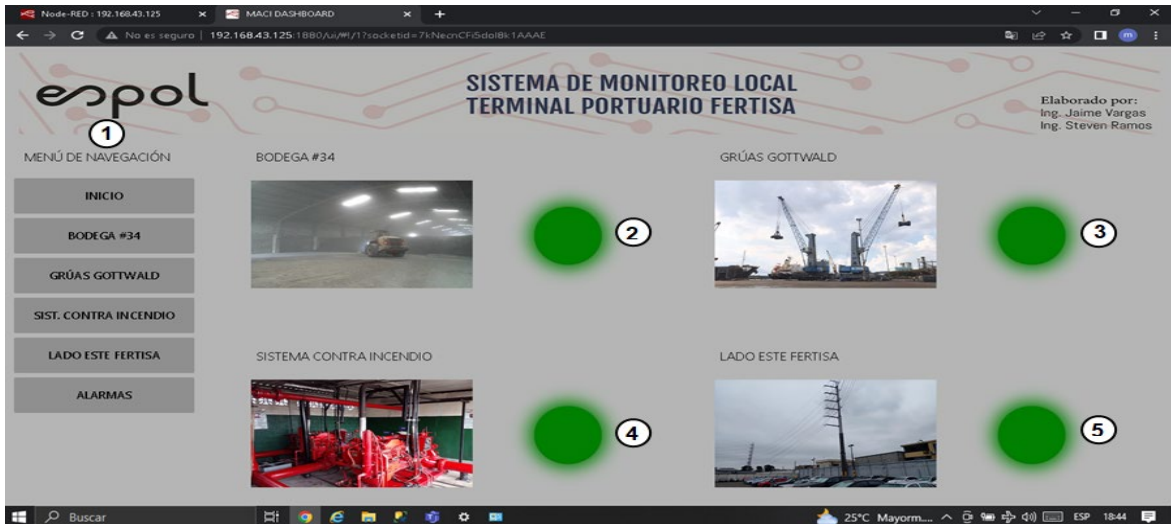 Node-RED : 192.168.43.125
MACI DASHBOARD
No es seguro | 192.168.43.125:1880/ui/#!/1?socketid=7kNecnCFi5dol8k1AAAE
m
espol
SISTEMA DE MONITOREO LOCAL
TERMINAL PORTUARIO FERTISA
Elaborado por:
Ing. Jaime Vargas
Ing. Steven Ramos
1
MENÚ DE NAVEGACIÓN
INICIO
BODEGA #34
GRÚAS GOTTWALD
SIST. CONTRA INCENDIO
LADO ESTE FERTISA
ALARMAS
BODEGA #34
2
GRÚAS GOTTWALD
3
SISTEMA CONTRA INCENDIO
4
LADO ESTE FERTISA
5
Buscar
25°C Mayorm....
ESP
18:44